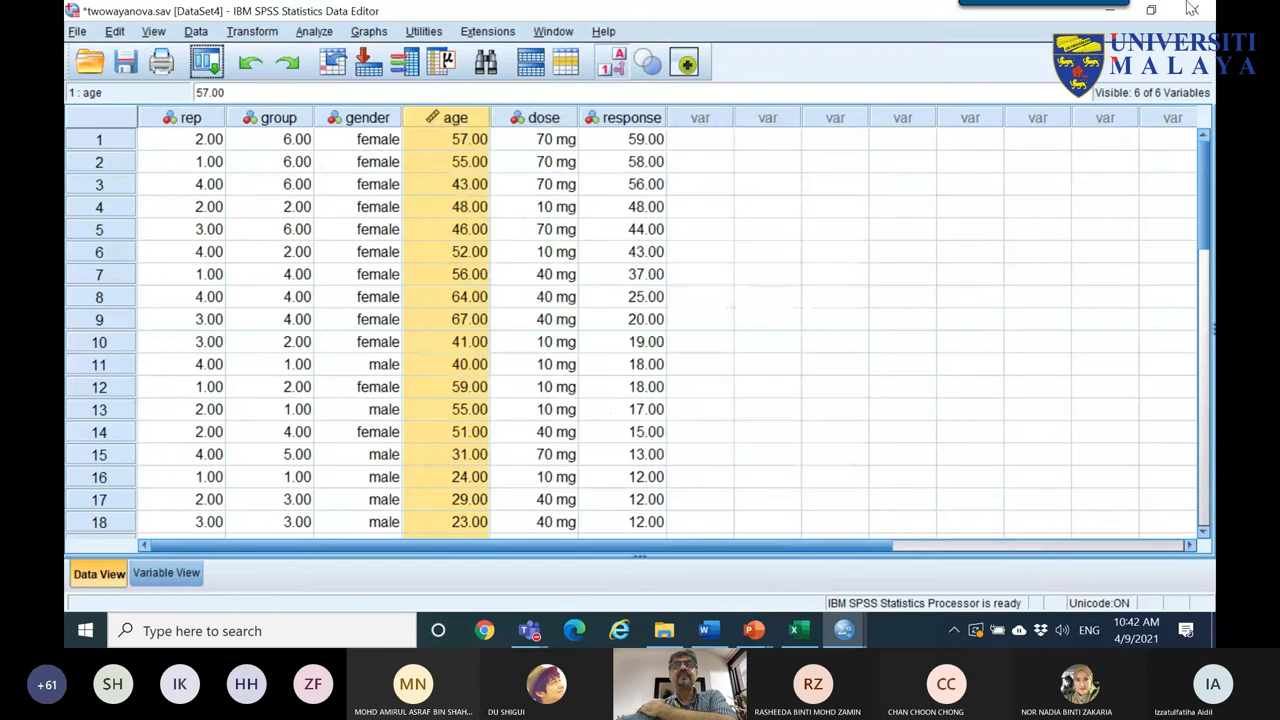 *twowayanova.sav [DataSet4] - IBM SPSS Statistics Data Editor
File Edit View Data Transform Analyze Graphs Utilities Extensions Window Help
UNIVERSITI
MALAYA
1 : age 57.00 Visible: 6 of 6 Variables
rep group gender age dose response var var var var var var var var
1 2.00 6.00 female 57.00 70 mg 59.00
2 1.00 6.00 female 55.00 70 mg 58.00
3 4.00 6.00 female 43.00 70 mg 56.00
4 2.00 2.00 female 48.00 10 mg 48.00
5 3.00 6.00 female 46.00 70 mg 44.00
6 4.00 2.00 female 52.00 10 mg 43.00
7 1.00 4.00 female 56.00 40 mg 37.00
8 4.00 4.00 female 64.00 40 mg 25.00
9 3.00 4.00 female 67.00 40 mg 20.00
10 3.00 2.00 female 41.00 10 mg 19.00
11 4.00 1.00 male 40.00 10 mg 18.00
12 1.00 2.00 female 59.00 10 mg 18.00
13 2.00 1.00 male 55.00 10 mg 17.00
14 2.00 4.00 female 51.00 40 mg 15.00
15 4.00 5.00 male 31.00 70 mg 13.00
16 1.00 1.00 male 24.00 10 mg 12.00
17 2.00 3.00 male 29.00 40 mg 12.00
18 3.00 3.00 male 23.00 40 mg 12.00
Data View Variable View
IBM SPSS Statistics Processor is ready Unicode:ON
Type here to search ENG 10:42 AM
4/9/2021
+61 SH IK HH ZF MN RZ CC IA
MOHD AMIRUL ASRAF BIN SHAH... DU SHIGUI RASHEEDA BINTI MOHD ZAMIN CHAN CHOON CHONG NOR NADIA BINTI ZAKARIA Izzatulfatiha Aidil